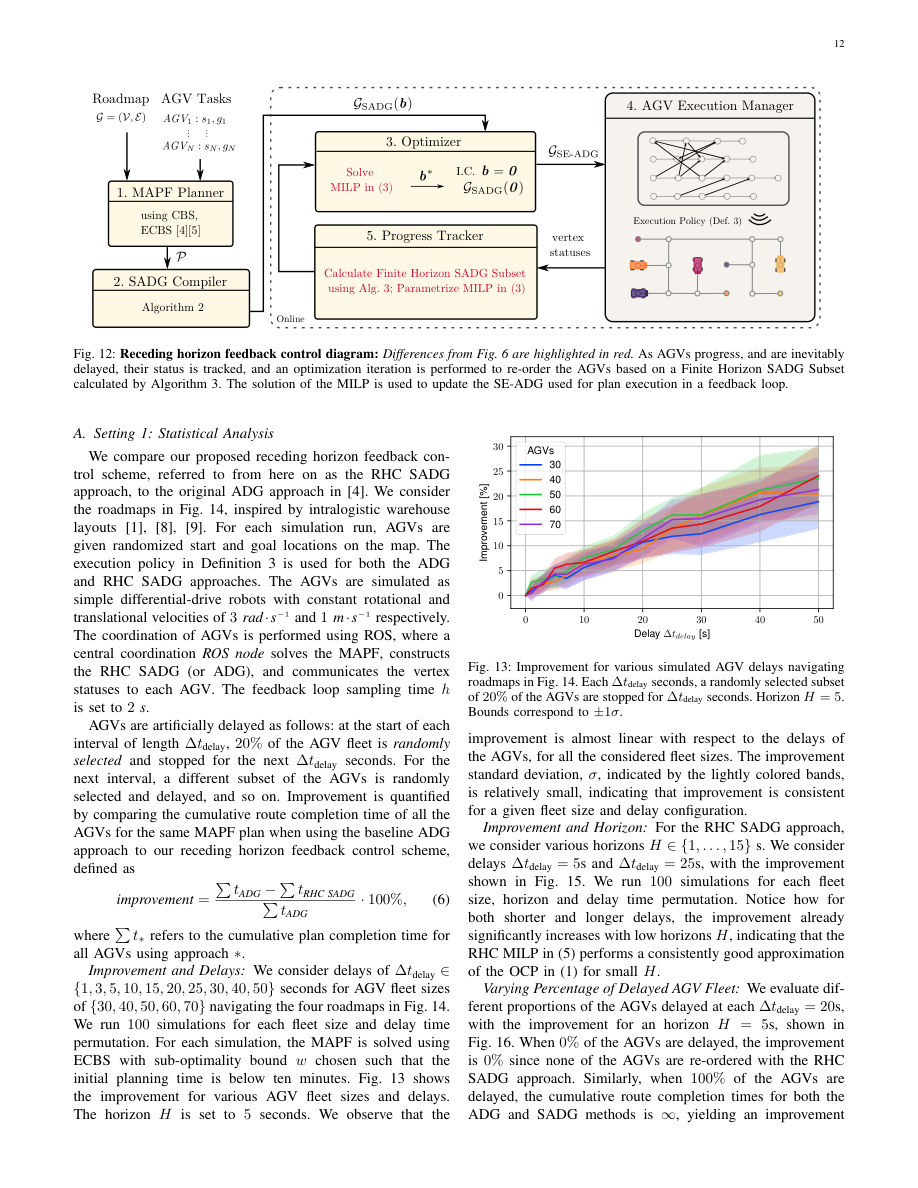 12
Roadmap
𝒢 = (𝒱, ℰ)
AGV Tasks
AGV₁ : s₁, g₁
⋮ ⋮
AGV_N : s_N, g_N
1. MAPF Planner
using CBS,
ECBS [4][5]
𝒫
2. SADG Compiler
Algorithm 2
𝒢_SADG(b)
3. Optimizer
Solve
MILP in (3)
b*
I.C. b = 0
𝒢_SADG(0)
𝒢_SE-ADG
5. Progress Tracker
Calculate Finite Horizon SADG Subset
using Alg. 3; Parametrize MILP in (3)
Online
vertex
statuses
4. AGV Execution Manager
Execution Policy (Def. 3)
Fig. 12: Receding horizon feedback control diagram: Differences from Fig. 6 are highlighted in red. As AGVs progress, and are inevitably
delayed, their status is tracked, and an optimization iteration is performed to re-order the AGVs based on a Finite Horizon SADG Subset
calculated by Algorithm 3. The solution of the MILP is used to update the SE-ADG used for plan execution in a feedback loop.
A. Setting 1: Statistical Analysis
We compare our proposed receding horizon feedback con-
trol scheme, referred to from here on as the RHC SADG
approach, to the original ADG approach in [4]. We consider
the roadmaps in Fig. 14, inspired by intralogistic warehouse
layouts [1], [8], [9]. For each simulation run, AGVs are
given randomized start and goal locations on the map. The
execution policy in Definition 3 is used for both the ADG
and RHC SADG approaches. The AGVs are simulated as
simple differential-drive robots with constant rotational and
translational velocities of 3 rad·s⁻¹ and 1 m·s⁻¹ respectively.
The coordination of AGVs is performed using ROS, where a
central coordination ROS node solves the MAPF, constructs
the RHC SADG (or ADG), and communicates the vertex
statuses to each AGV. The feedback loop sampling time h
is set to 2 s.
AGVs are artificially delayed as follows: at the start of each
interval of length Δt_delay, 20% of the AGV fleet is randomly
selected and stopped for the next Δt_delay seconds. For the
next interval, a different subset of the AGVs is randomly
selected and delayed, and so on. Improvement is quantified
by comparing the cumulative route completion time of all the
AGVs for the same MAPF plan when using the baseline ADG
approach to our receding horizon feedback control scheme,
defined as
improvement = (∑ t_ADG − ∑ t_RHC SADG) / (∑ t_ADG) · 100%, (6)
where ∑ t_* refers to the cumulative plan completion time for
all AGVs using approach *.
Improvement and Delays: We consider delays of Δt_delay ∈
{1, 3, 5, 10, 15, 20, 25, 30, 40, 50} seconds for AGV fleet sizes
of {30, 40, 50, 60, 70} navigating the four roadmaps in Fig. 14.
We run 100 simulations for each fleet size and delay time
permutation. For each simulation, the MAPF is solved using
ECBS with sub-optimality bound w chosen such that the
initial planning time is below ten minutes. Fig. 13 shows
the improvement for various AGV fleet sizes and delays.
The horizon H is set to 5 seconds. We observe that the
Improvement [%]
30
25
20
15
10
5
0
AGVs
30
40
50
60
70
0 10 20 30 40 50
Delay Δt_delay [s]
Fig. 13: Improvement for various simulated AGV delays navigating
roadmaps in Fig. 14. Each Δt_delay seconds, a randomly selected subset
of 20% of the AGVs are stopped for Δt_delay seconds. Horizon H = 5.
Bounds correspond to ±1σ.
improvement is almost linear with respect to the delays of
the AGVs, for all the considered fleet sizes. The improvement
standard deviation, σ, indicated by the lightly colored bands,
is relatively small, indicating that improvement is consistent
for a given fleet size and delay configuration.
Improvement and Horizon: For the RHC SADG approach,
we consider various horizons H ∈ {1, . . . , 15} s. We consider
delays Δt_delay = 5s and Δt_delay = 25s, with the improvement
shown in Fig. 15. We run 100 simulations for each fleet
size, horizon and delay time permutation. Notice how for
both shorter and longer delays, the improvement already
significantly increases with low horizons H, indicating that the
RHC MILP in (5) performs a consistently good approximation
of the OCP in (1) for small H.
Varying Percentage of Delayed AGV Fleet: We evaluate dif-
ferent proportions of the AGVs delayed at each Δt_delay = 20s,
with the improvement for an horizon H = 5s, shown in
Fig. 16. When 0% of the AGVs are delayed, the improvement
is 0% since none of the AGVs are re-ordered with the RHC
SADG approach. Similarly, when 100% of the AGVs are
delayed, the cumulative route completion times for both the
ADG and SADG methods is ∞, yielding an improvement